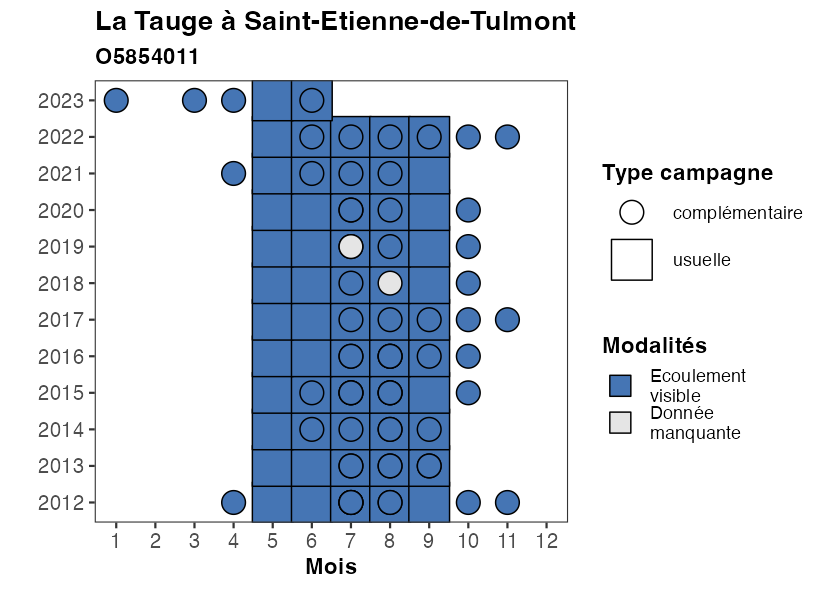 La Tauge à Saint-Etienne-de-Tulmont
O5854011
2023
2022
2021
2020
2019
2018
2017
2016
2015
2014
2013
2012
1 2 3 4 5 6 7 8 9 10 11 12
Mois
Type campagne
complémentaire
usuelle
Modalités
Ecoulement
visible
Donnée
manquante